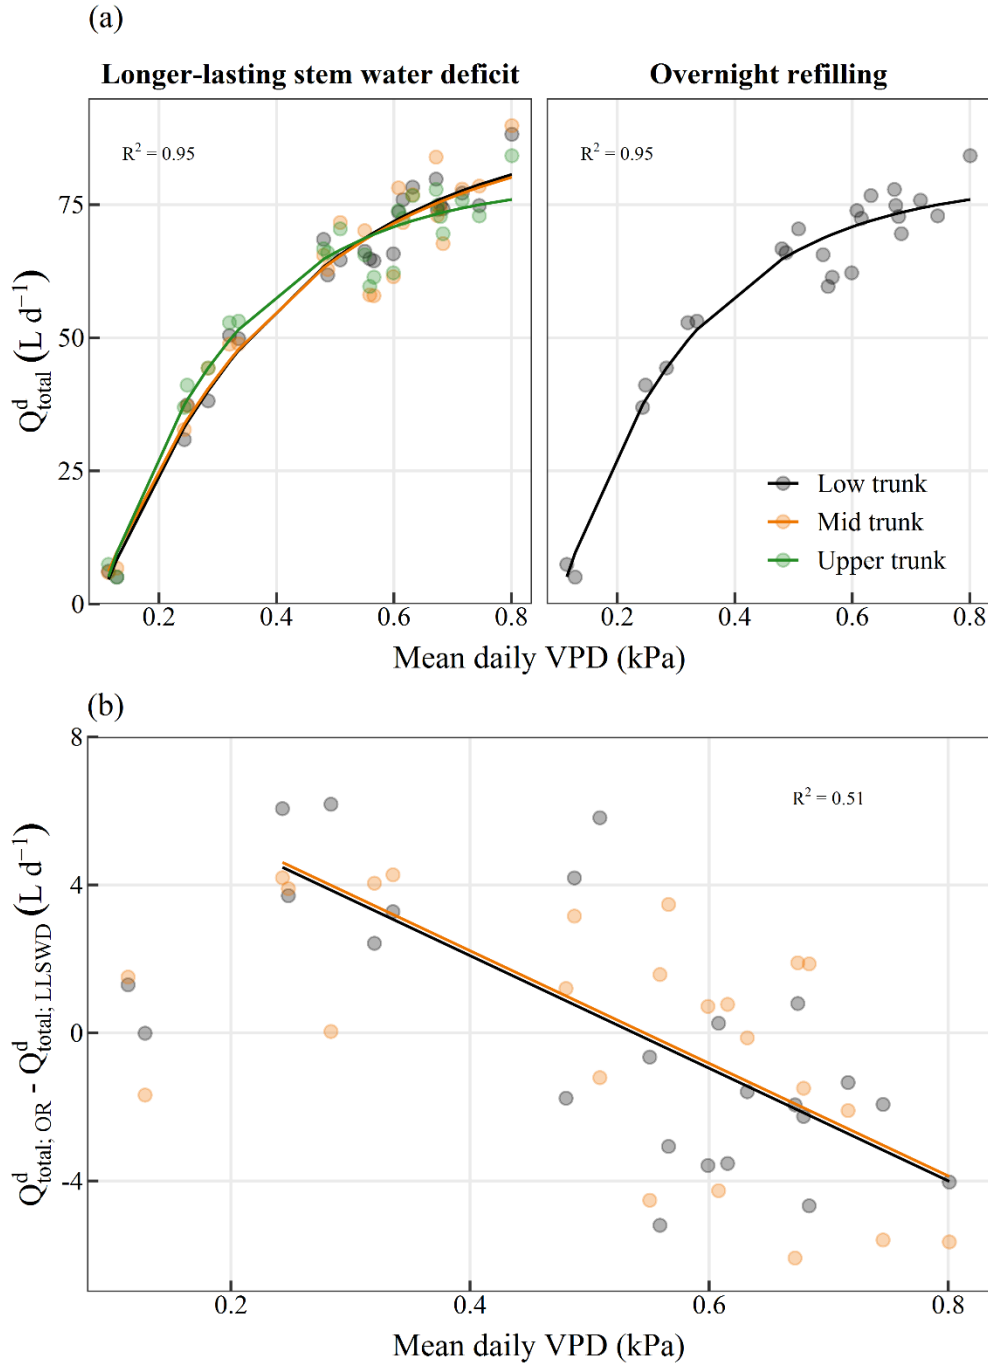 (a)
Longer-lasting stem water deficit
Overnight refilling
R² = 0.95
R² = 0.95
75
50
25
0
Q^d_total (L d⁻¹)
Low trunk
Mid trunk
Upper trunk
0.2 0.4 0.6 0.8
0.2 0.4 0.6 0.8
Mean daily VPD (kPa)
(b)
8
4
0
-4
R² = 0.51
Q^d_total; OR - Q^d_total; LLSWD (L d⁻¹)
0.2 0.4 0.6 0.8
Mean daily VPD (kPa)